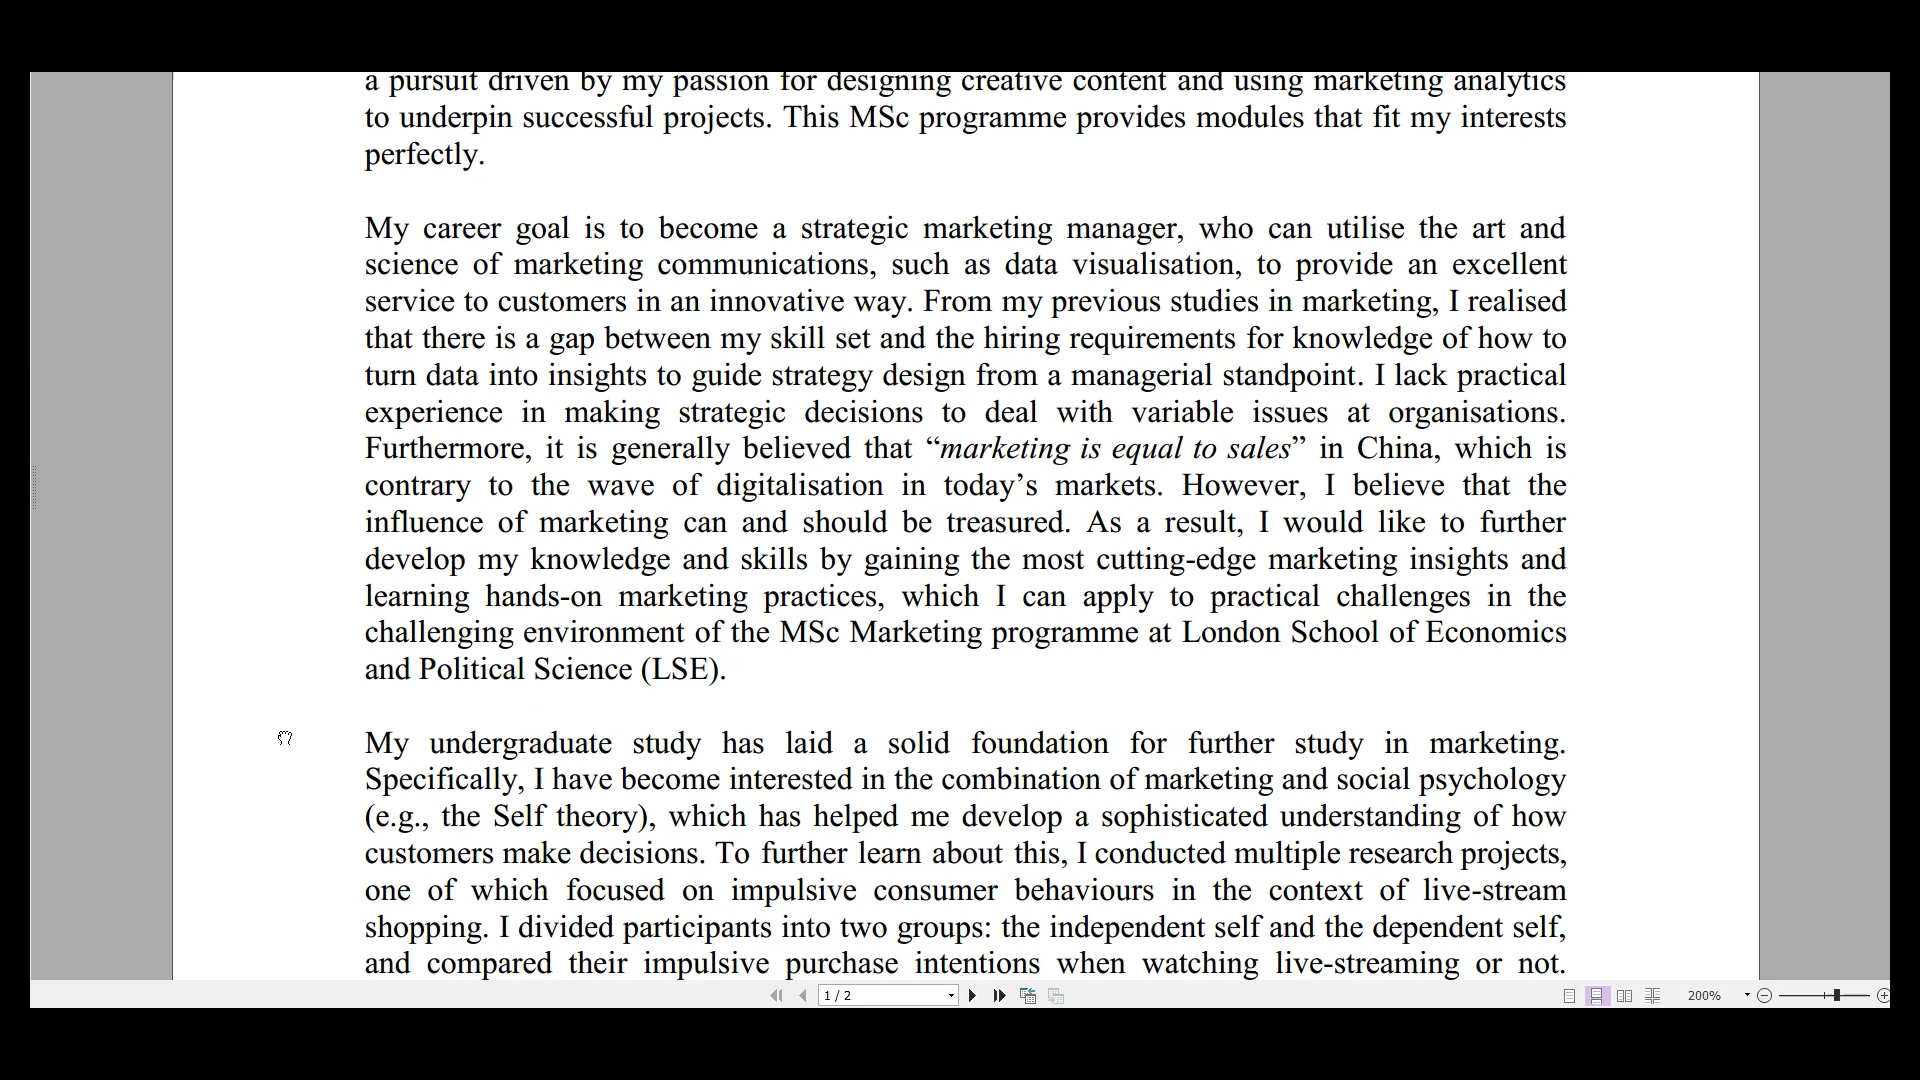 a pursuit driven by my passion for designing creative content and using marketing analytics
to underpin successful projects. This MSc programme provides modules that fit my interests
perfectly.
My career goal is to become a strategic marketing manager, who can utilise the art and
science of marketing communications, such as data visualisation, to provide an excellent
service to customers in an innovative way. From my previous studies in marketing, I realised
that there is a gap between my skill set and the hiring requirements for knowledge of how to
turn data into insights to guide strategy design from a managerial standpoint. I lack practical
experience in making strategic decisions to deal with variable issues at organisations.
Furthermore, it is generally believed that “marketing is equal to sales” in China, which is
contrary to the wave of digitalisation in today’s markets. However, I believe that the
influence of marketing can and should be treasured. As a result, I would like to further
develop my knowledge and skills by gaining the most cutting-edge marketing insights and
learning hands-on marketing practices, which I can apply to practical challenges in the
challenging environment of the MSc Marketing programme at London School of Economics
and Political Science (LSE).
My undergraduate study has laid a solid foundation for further study in marketing.
Specifically, I have become interested in the combination of marketing and social psychology
(e.g., the Self theory), which has helped me develop a sophisticated understanding of how
customers make decisions. To further learn about this, I conducted multiple research projects,
one of which focused on impulsive consumer behaviours in the context of live-stream
shopping. I divided participants into two groups: the independent self and the dependent self,
and compared their impulsive purchase intentions when watching live-streaming or not.
1 / 2
200%